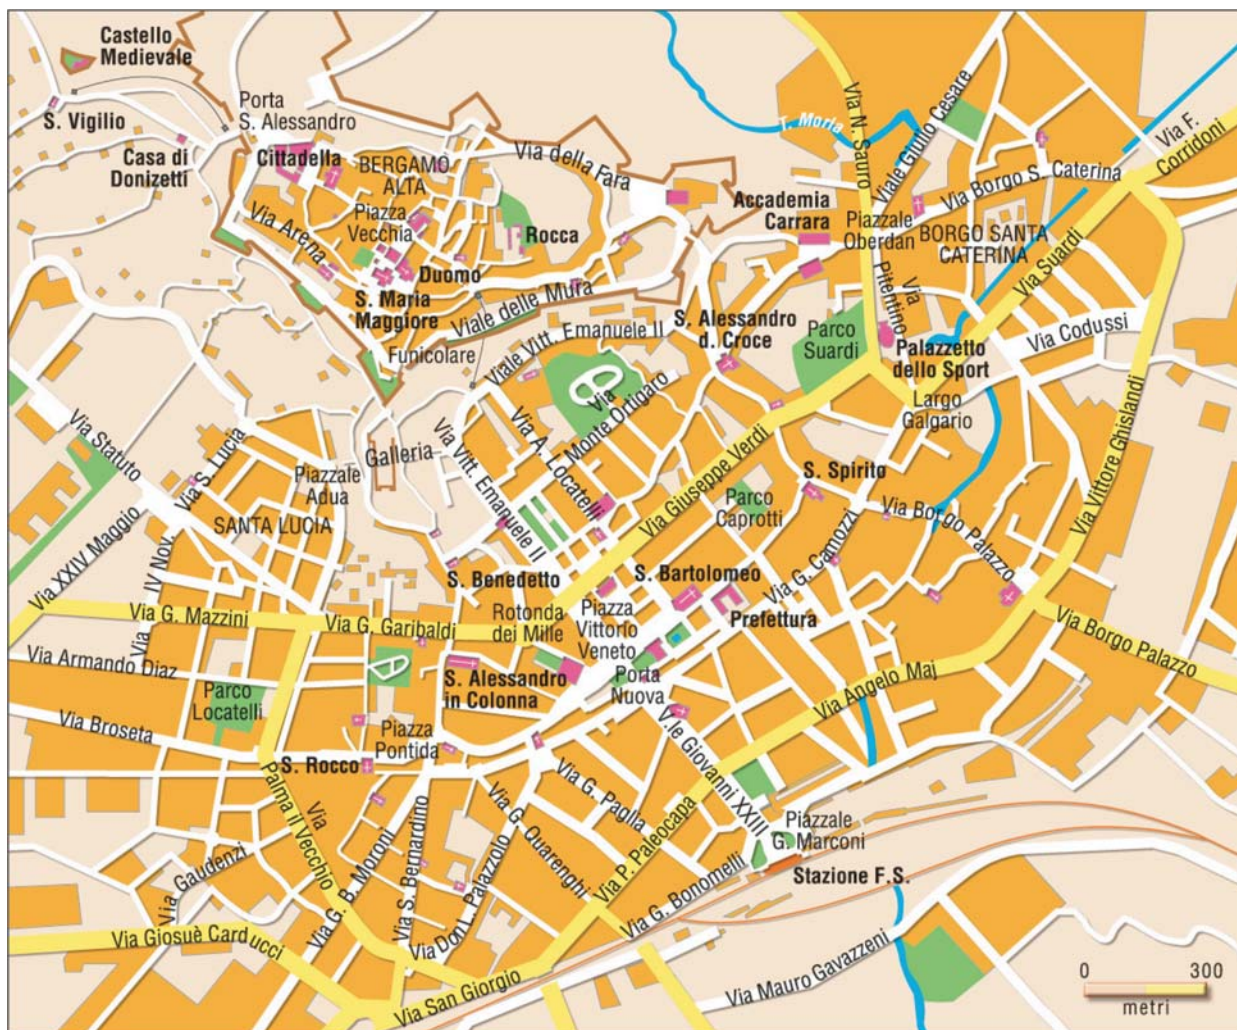 Castello
Medievale
S. Vigilio
Porta
S. Alessandro
Casa di
Donizetti
Cittadella
BERGAMO
ALTA
Via della Fara
T. Morla
Via N. Sauro
Viale Giulio Cesare
Via F.
Corridoni
Via Borgo S. Caterina
Accademia
Carrara
Piazzale
Oberdan
BORGO SANTA
CATERINA
Via Arena
Piazza
Vecchia
Rocca
Duomo
S. Maria
Maggiore
Viale delle Mura
Funicolare
Viale Vitt. Emanuele II
S. Alessandro
d. Croce
Parco
Suardi
Via
Pitentino
Via Suardi
Palazzetto
dello Sport
Via Codussi
Largo
Galgario
Via Vittore Ghislandi
Via
Monte Ortigaro
Via A. Locatelli
Via Vitt. Emanuele II
Galleria
Piazzale
Adua
Via Statuto
Via S. Lucia
SANTA LUCIA
Via XXIV Maggio
Via IV Nov.
Via Giuseppe Verdi
Parco
Caprotti
S. Spirito
Via Borgo Palazzo
Via G. Camozzi
S. Benedetto
S. Bartolomeo
Prefettura
Rotonda
dei Mille
Piazza
Vittorio
Veneto
Porta
Nuova
Via G. Mazzini
Via G. Garibaldi
Via Armando Diaz
Parco
Locatelli
S. Alessandro
in Colonna
Via Angelo Maj
Via Borgo Palazzo
Via Broseta
Piazza
Pontida
S. Rocco
Via
Palma il Vecchio
V.le Giovanni XXIII
Via G. Paglia
Via P. Paleocapa
Via G. Quarenghi
Piazzale
G. Marconi
Stazione F.S.
Via G. Bonomelli
Via Gaudenzi
Via G. B. Moroni
Via S. Bernardino
Via Don L. Palazzolo
Via Giosuè Carducci
Via San Giorgio
Via Mauro Gavazzeni
0 300
metri